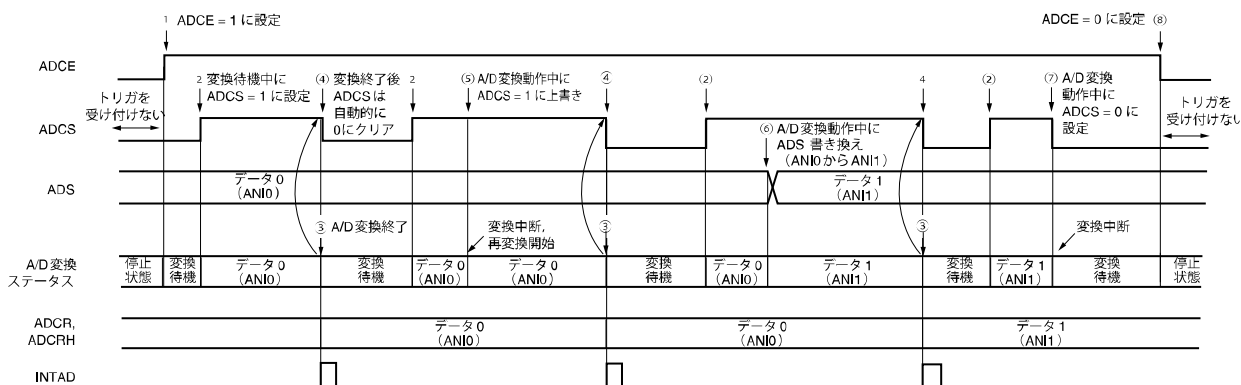 1 ADCE = 1 に設定
ADCE = 0 に設定 ⑧
ADCE
トリガを
受け付けない
2 変換待機中に
ADCS = 1 に設定
④ 変換終了後
ADCSは
自動的に
0にクリア
2
⑤ A/D変換動作中に
ADCS = 1 に上書き
④
②
4
②
⑦ A/D変換
動作中に
ADCS = 0 に
設定
トリガを
受け付けない
ADCS
⑥ A/D変換動作中に
ADS 書き換え
(ANI0からANI1)
ADS
データ0
(ANI0)
データ1
(ANI1)
③ A/D変換終了
変換中断,
再変換開始
③
③
変換中断
A/D変換
ステータス
停止
状態
変換
待機
データ0
(ANI0)
変換
待機
データ0
(ANI0)
データ0
(ANI0)
変換
待機
データ0
(ANI0)
データ1
(ANI1)
変換
待機
データ1
(ANI1)
変換
待機
停止
状態
ADCR,
ADCRH
データ0
(ANI0)
データ0
(ANI0)
データ1
(ANI1)
INTAD